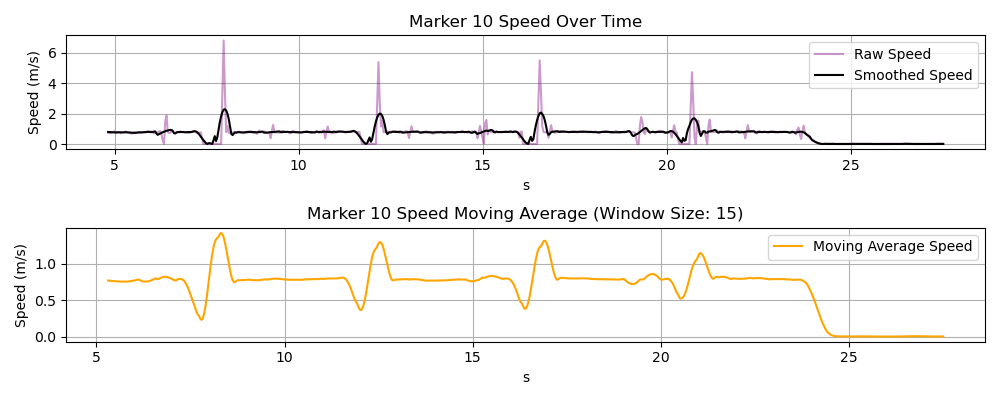 Marker 10 Speed Over Time
Speed (m/s)
6
4
2
0
Raw Speed
Smoothed Speed
5 10 15 20 25
s
Marker 10 Speed Moving Average (Window Size: 15)
Speed (m/s)
1.0
0.5
0.0
Moving Average Speed
5 10 15 20 25
s